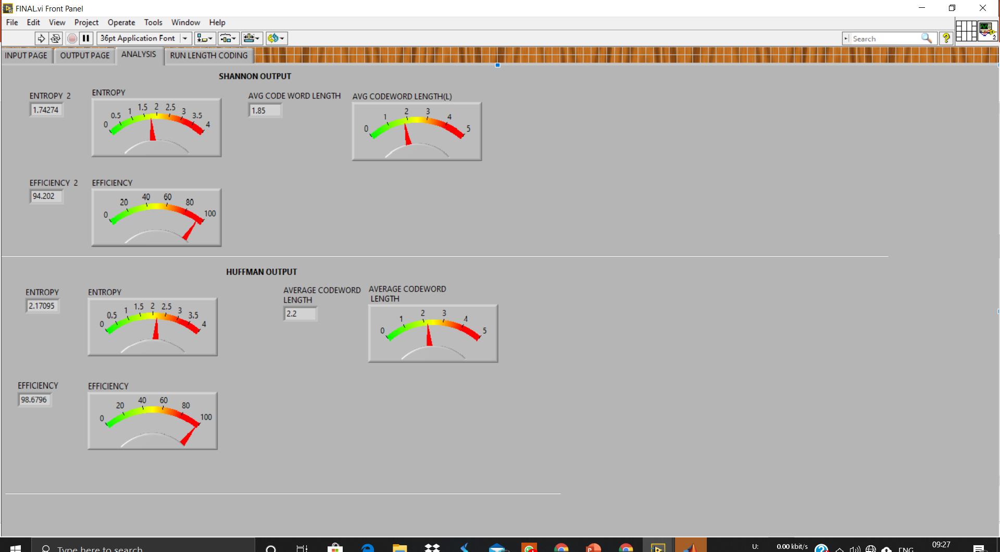 FINAL.vi Front Panel
File Edit View Project Operate Tools Window Help
36pt Application Font
Search
?
2
INPUT PAGE OUTPUT PAGE ANALYSIS RUN LENGTH CODING
SHANNON OUTPUT
ENTROPY 2
1.74274
ENTROPY
0 0.5 1 1.5 2 2.5 3 3.5 4
AVG CODE WORD LENGTH
1.85
AVG CODEWORD LENGTH(L)
0 1 2 3 4 5
EFFICIENCY 2
94.202
EFFICIENCY
0 20 40 60 80 100
HUFFMAN OUTPUT
ENTROPY
2.17095
ENTROPY
0 0.5 1 1.5 2 2.5 3 3.5 4
AVERAGE CODEWORD
LENGTH
2.2
AVERAGE CODEWORD
LENGTH
0 1 2 3 4 5
EFFICIENCY
98.6796
EFFICIENCY
0 20 40 60 80 100
Type here to search
U: 0.00 kbit/s
ENG
09:27